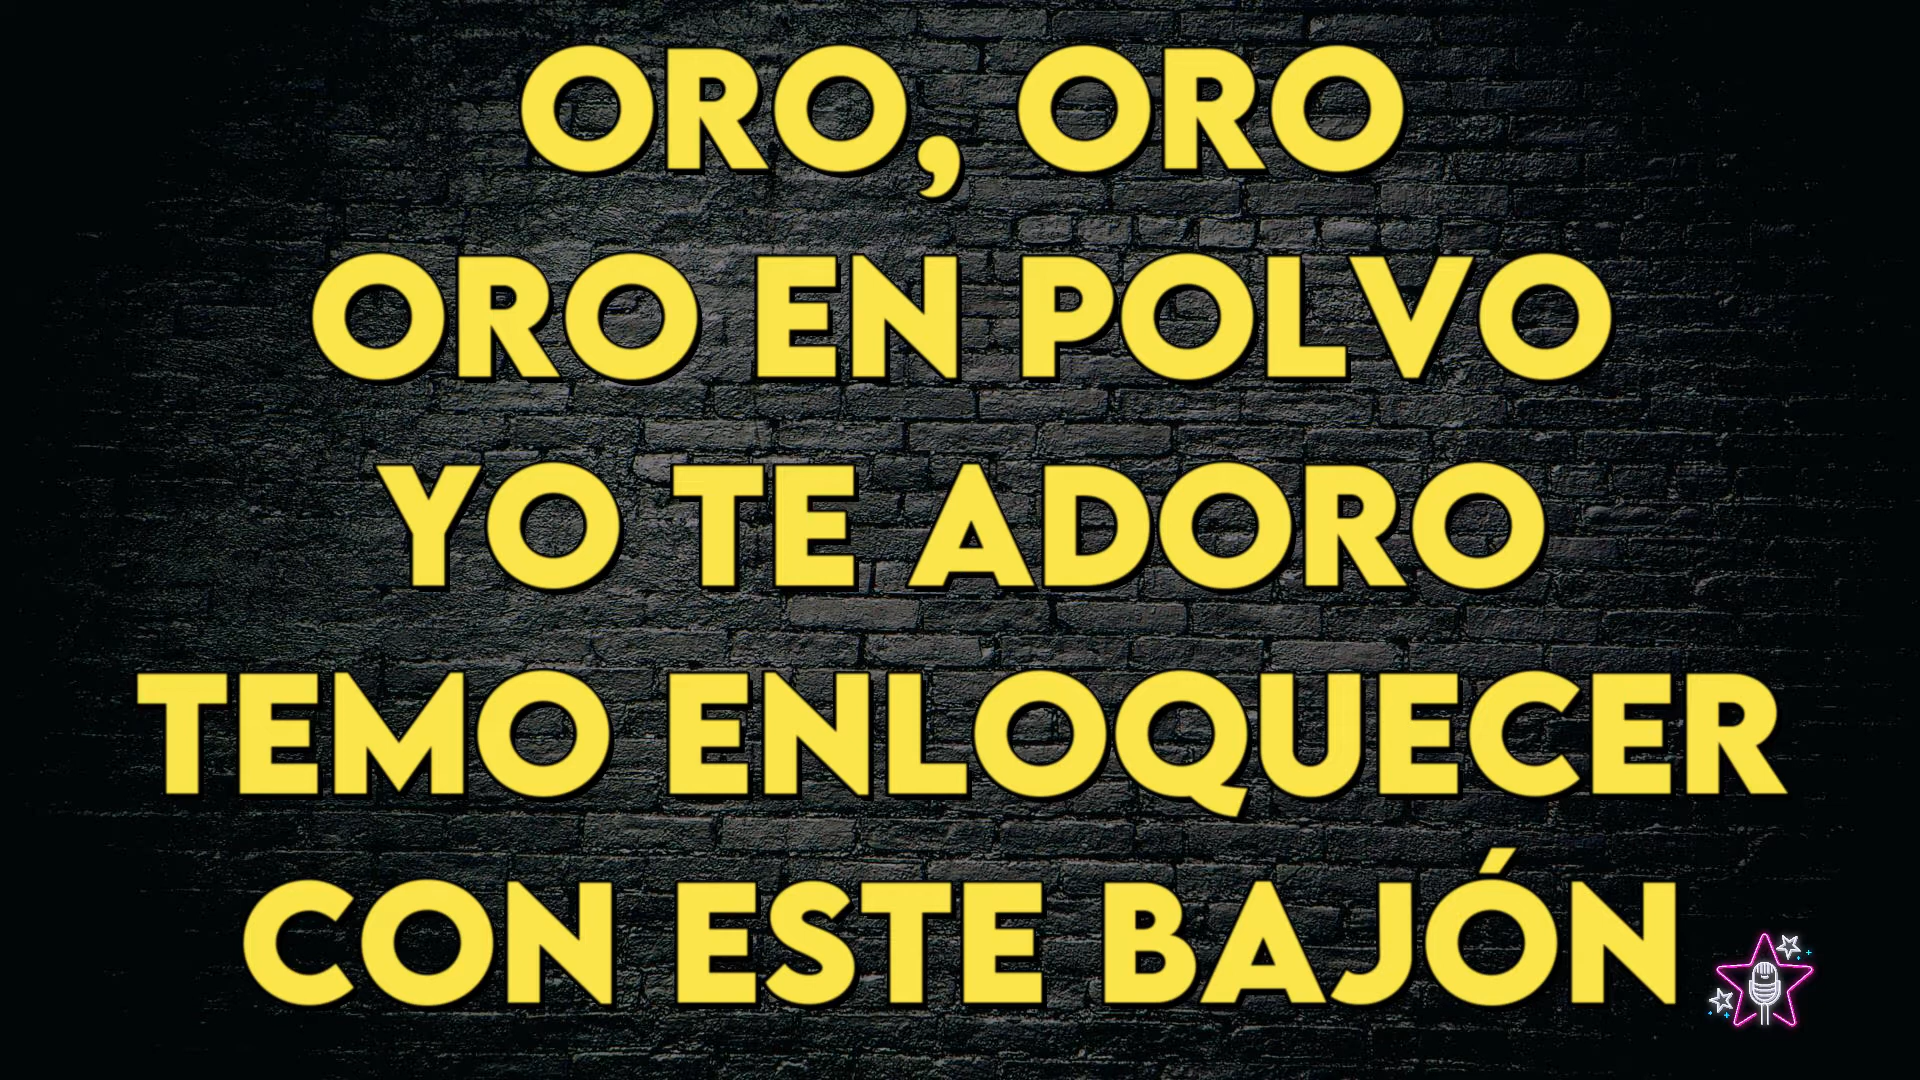 ORO, ORO
ORO EN POLVO
YO TE ADORO
TEMO ENLOQUECER
CON ESTE BAJÓN